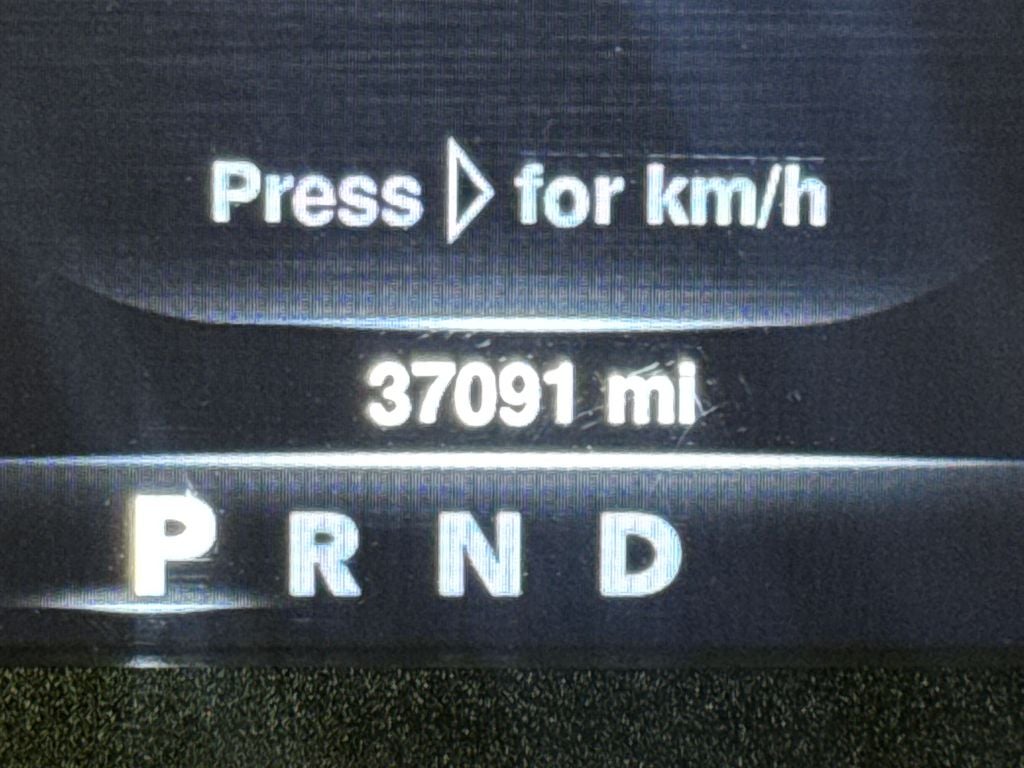 Press ▷ for km/h
37091 mi
P R N D